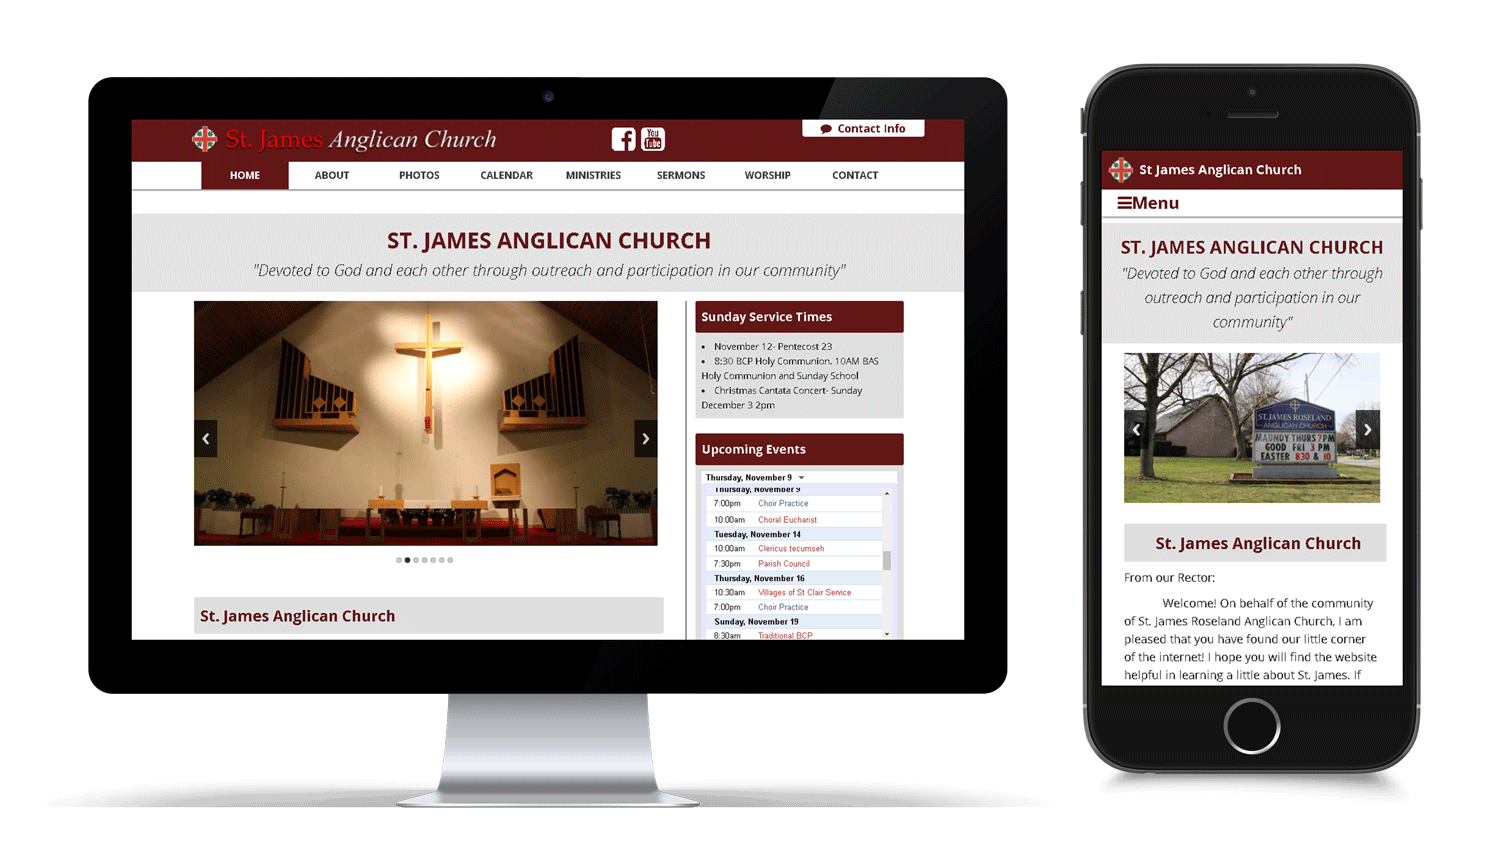 St. James Anglican Church
You
Tube
Contact Info
HOME ABOUT PHOTOS CALENDAR MINISTRIES SERMONS WORSHIP CONTACT
ST. JAMES ANGLICAN CHURCH
"Devoted to God and each other through outreach and participation in our community"
Sunday Service Times
• November 12- Pentecost 23
• 8:30 BCP Holy Communion. 10AM BAS
Holy Communion and Sunday School
• Christmas Cantata Concert- Sunday
December 3 2pm
Upcoming Events
Thursday, November 9
Thursday, November 9
7:00pm Choir Practice
10:00am Choral Eucharist
Tuesday, November 14
10:00am Clericus tecumseh
7:30pm Parish Council
Thursday, November 16
10:30am Villages of St Clair Service
7:00pm Choir Practice
Sunday, November 19
8:30am Traditional BCP
St. James Anglican Church
St James Anglican Church
Menu
ST. JAMES ANGLICAN CHURCH
"Devoted to God and each other through
outreach and participation in our
community"
ST. JAMES ROSELAND
ANGLICAN CHURCH
MAUNDY THURS 7PM
GOOD FRI 3 PM
EASTER 830 & 10
St. James Anglican Church
From our Rector:
Welcome! On behalf of the community
of St. James Roseland Anglican Church, I am
pleased that you have found our little corner
of the internet! I hope you will find the website
helpful in learning a little about St. James. If